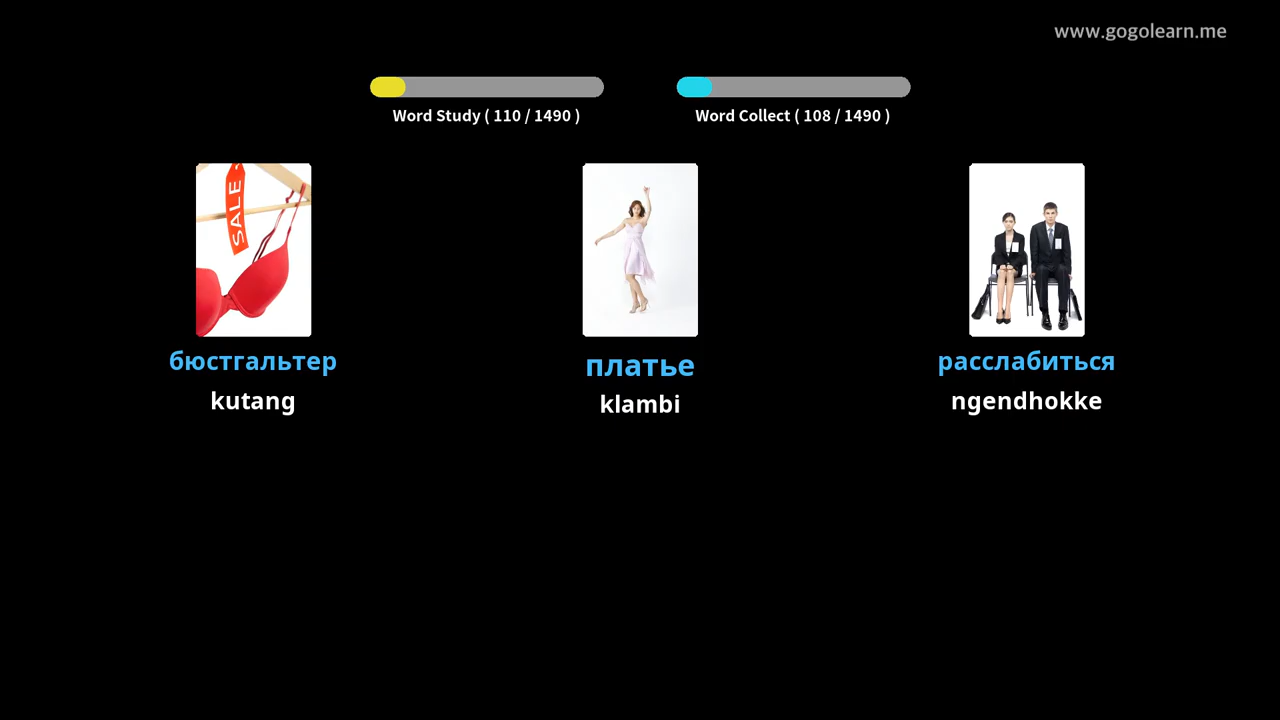 www.gogolearn.me
Word Study ( 110 / 1490 )
Word Collect ( 108 / 1490 )
SALE
бюстгальтер
платье
расслабиться
kutang
klambi
ngendhokke